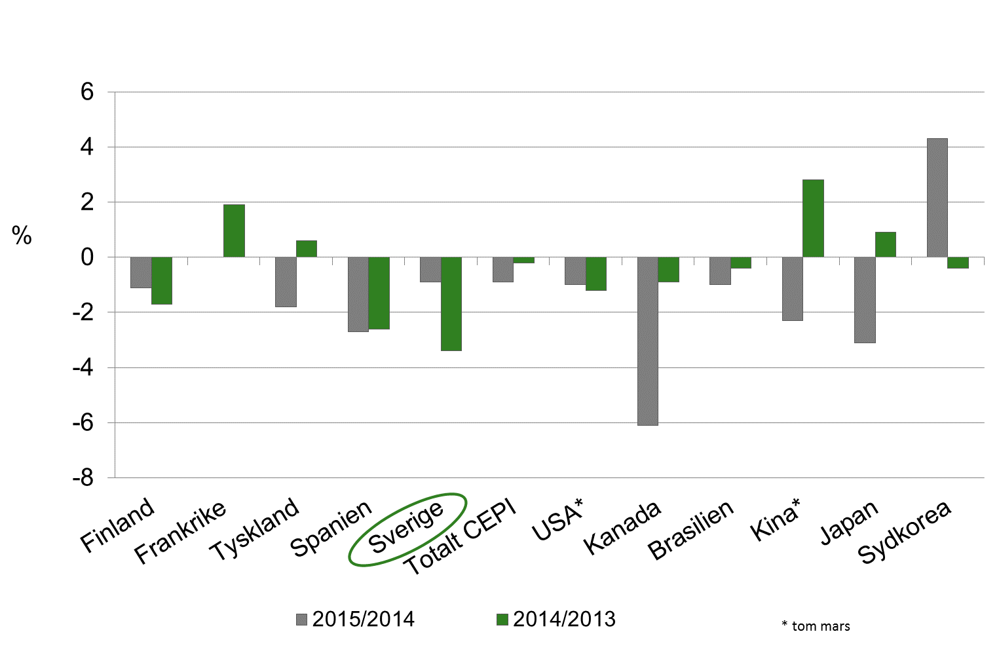 6
4
2
%
0
-2
-4
-6
-8
Finland
Frankrike
Tyskland
Spanien
Sverige
Totalt CEPI
USA*
Kanada
Brasilien
Kina*
Japan
Sydkorea
2015/2014
2014/2013
* tom mars